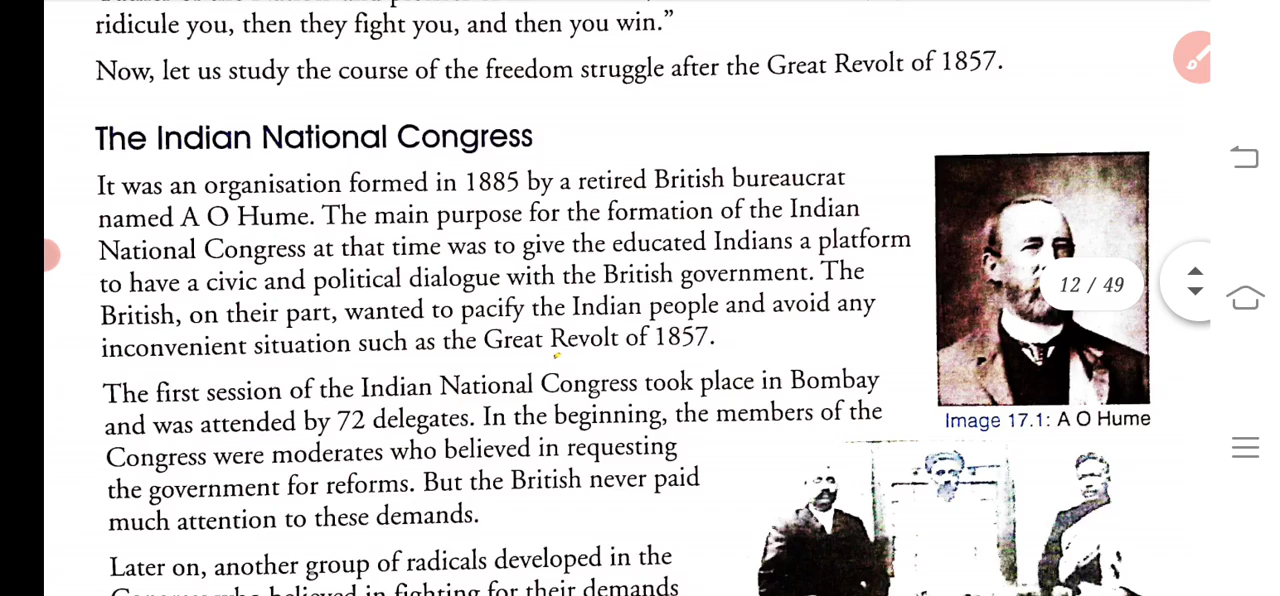 ridicule you, then they fight you, and then you win.”
Now, let us study the course of the freedom struggle after the Great Revolt of 1857.
The Indian National Congress
It was an organisation formed in 1885 by a retired British bureaucrat
named A O Hume. The main purpose for the formation of the Indian
National Congress at that time was to give the educated Indians a platform
to have a civic and political dialogue with the British government. The
British, on their part, wanted to pacify the Indian people and avoid any
inconvenient situation such as the Great Revolt of 1857.
12 / 49
Image 17.1: A O Hume
The first session of the Indian National Congress took place in Bombay
and was attended by 72 delegates. In the beginning, the members of the
Congress were moderates who believed in requesting
the government for reforms. But the British never paid
much attention to these demands.
Later on, another group of radicals developed in the
believed in fighting for their demands